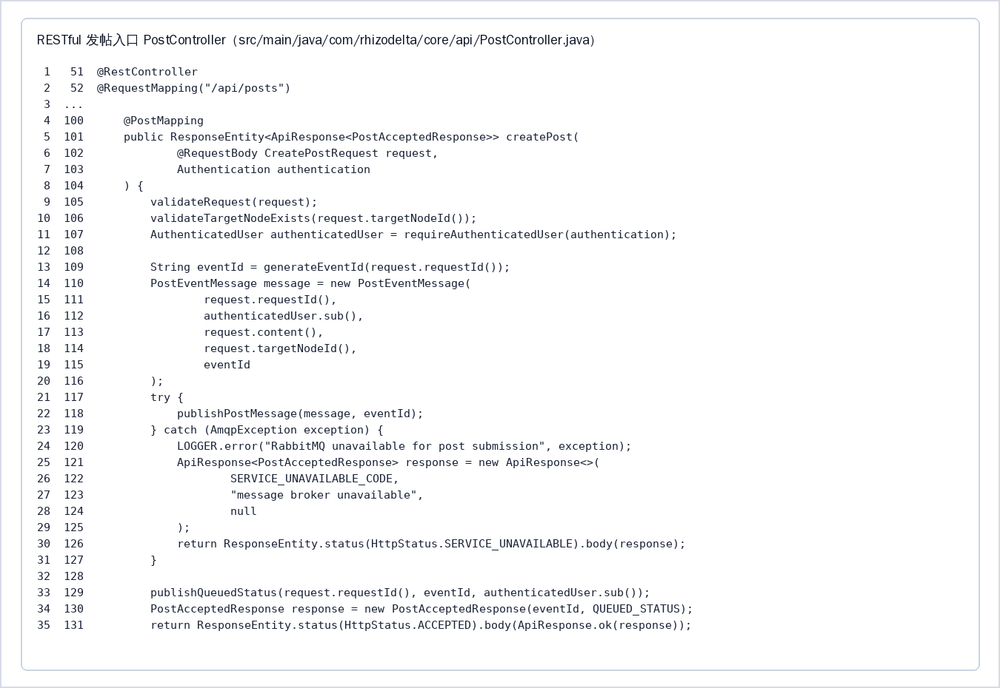 RESTful 发帖入口 PostController（src/main/java/com/rhizodelta/core/api/PostController.java）
1   51  @RestController
2   52  @RequestMapping("/api/posts")
3  ...
4  100      @PostMapping
5  101      public ResponseEntity<ApiResponse<PostAcceptedResponse>> createPost(
6  102              @RequestBody CreatePostRequest request,
7  103              Authentication authentication
8  104      ) {
9  105          validateRequest(request);
10  106          validateTargetNodeExists(request.targetNodeId());
11  107          AuthenticatedUser authenticatedUser = requireAuthenticatedUser(authentication);
12  108
13  109          String eventId = generateEventId(request.requestId());
14  110          PostEventMessage message = new PostEventMessage(
15  111                  request.requestId(),
16  112                  authenticatedUser.sub(),
17  113                  request.content(),
18  114                  request.targetNodeId(),
19  115                  eventId
20  116          );
21  117          try {
22  118              publishPostMessage(message, eventId);
23  119          } catch (AmqpException exception) {
24  120              LOGGER.error("RabbitMQ unavailable for post submission", exception);
25  121              ApiResponse<PostAcceptedResponse> response = new ApiResponse<>(
26  122                      SERVICE_UNAVAILABLE_CODE,
27  123                      "message broker unavailable",
28  124                      null
29  125              );
30  126              return ResponseEntity.status(HttpStatus.SERVICE_UNAVAILABLE).body(response);
31  127          }
32  128
33  129          publishQueuedStatus(request.requestId(), eventId, authenticatedUser.sub());
34  130          PostAcceptedResponse response = new PostAcceptedResponse(eventId, QUEUED_STATUS);
35  131          return ResponseEntity.status(HttpStatus.ACCEPTED).body(ApiResponse.ok(response));